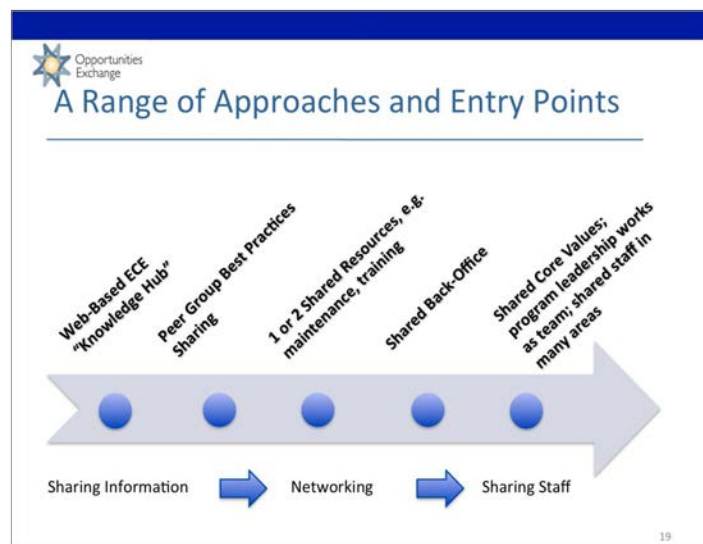 Opportunities
Exchange
A Range of Approaches and Entry Points
Web-Based ECE
“Knowledge Hub”
Peer Group Best Practices
Sharing
1 or 2 Shared Resources, e.g.
maintenance, training
Shared Back-Office
Shared Core Values;
program leadership works
as team; shared staff in
many areas
Sharing Information
Networking
Sharing Staff
19